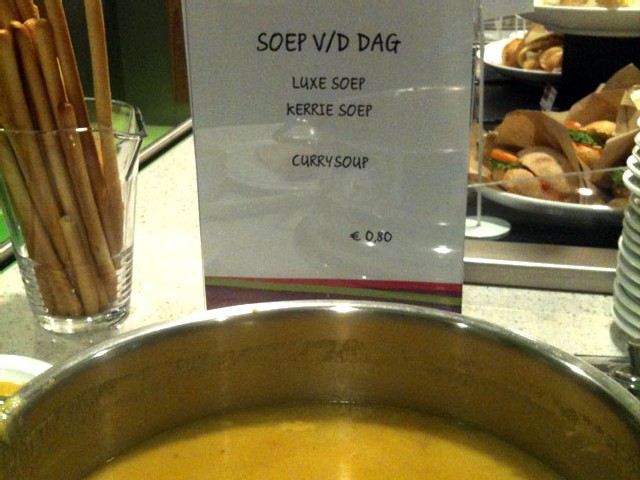 SOEP V/D DAG
LUXE SOEP
KERRIE SOEP
CURRYSOUP
€ 0,80